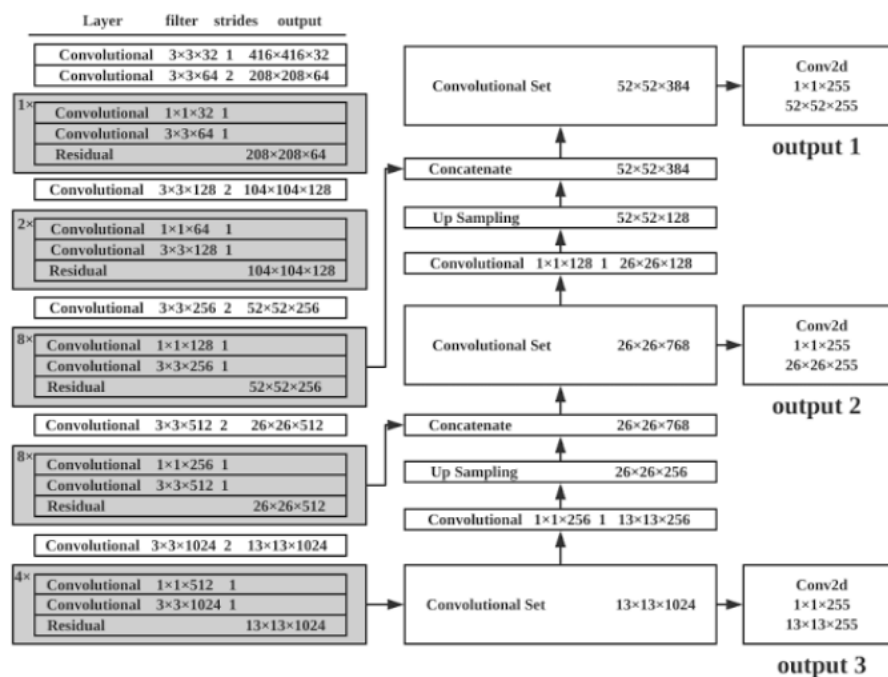 Layer filter strides output
Convolutional 3×3×32 1 416×416×32
Convolutional 3×3×64 2 208×208×64
1×
Convolutional 1×1×32 1
Convolutional 3×3×64 1
Residual 208×208×64
Convolutional 3×3×128 2 104×104×128
2×
Convolutional 1×1×64 1
Convolutional 3×3×128 1
Residual 104×104×128
Convolutional 3×3×256 2 52×52×256
8×
Convolutional 1×1×128 1
Convolutional 3×3×256 1
Residual 52×52×256
Convolutional 3×3×512 2 26×26×512
8×
Convolutional 1×1×256 1
Convolutional 3×3×512 1
Residual 26×26×512
Convolutional 3×3×1024 2 13×13×1024
4×
Convolutional 1×1×512 1
Convolutional 3×3×1024 1
Residual 13×13×1024
Convolutional Set 52×52×384
Concatenate 52×52×384
Up Sampling 52×52×128
Convolutional 1×1×128 1 26×26×128
Convolutional Set 26×26×768
Concatenate 26×26×768
Up Sampling 26×26×256
Convolutional 1×1×256 1 13×13×256
Convolutional Set 13×13×1024
Conv2d
1×1×255
52×52×255
output 1
Conv2d
1×1×255
26×26×255
output 2
Conv2d
1×1×255
13×13×255
output 3